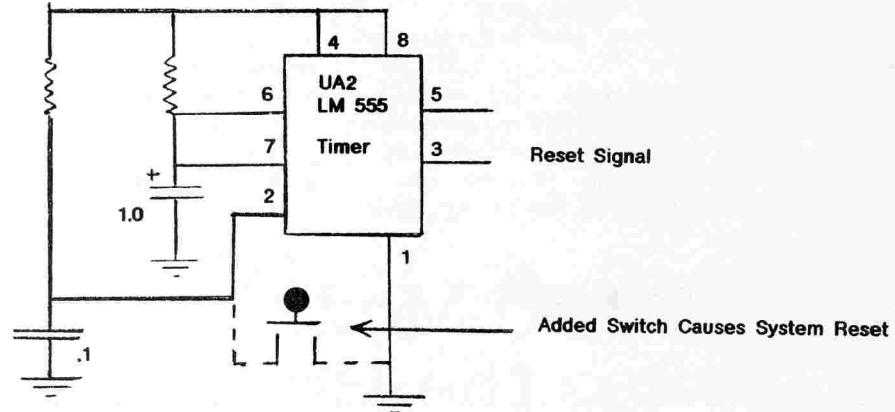 4
8
UA2
LM 555
Timer
6
5
7
3
Reset Signal
+
1.0
2
1
Added Switch Causes System Reset
.1